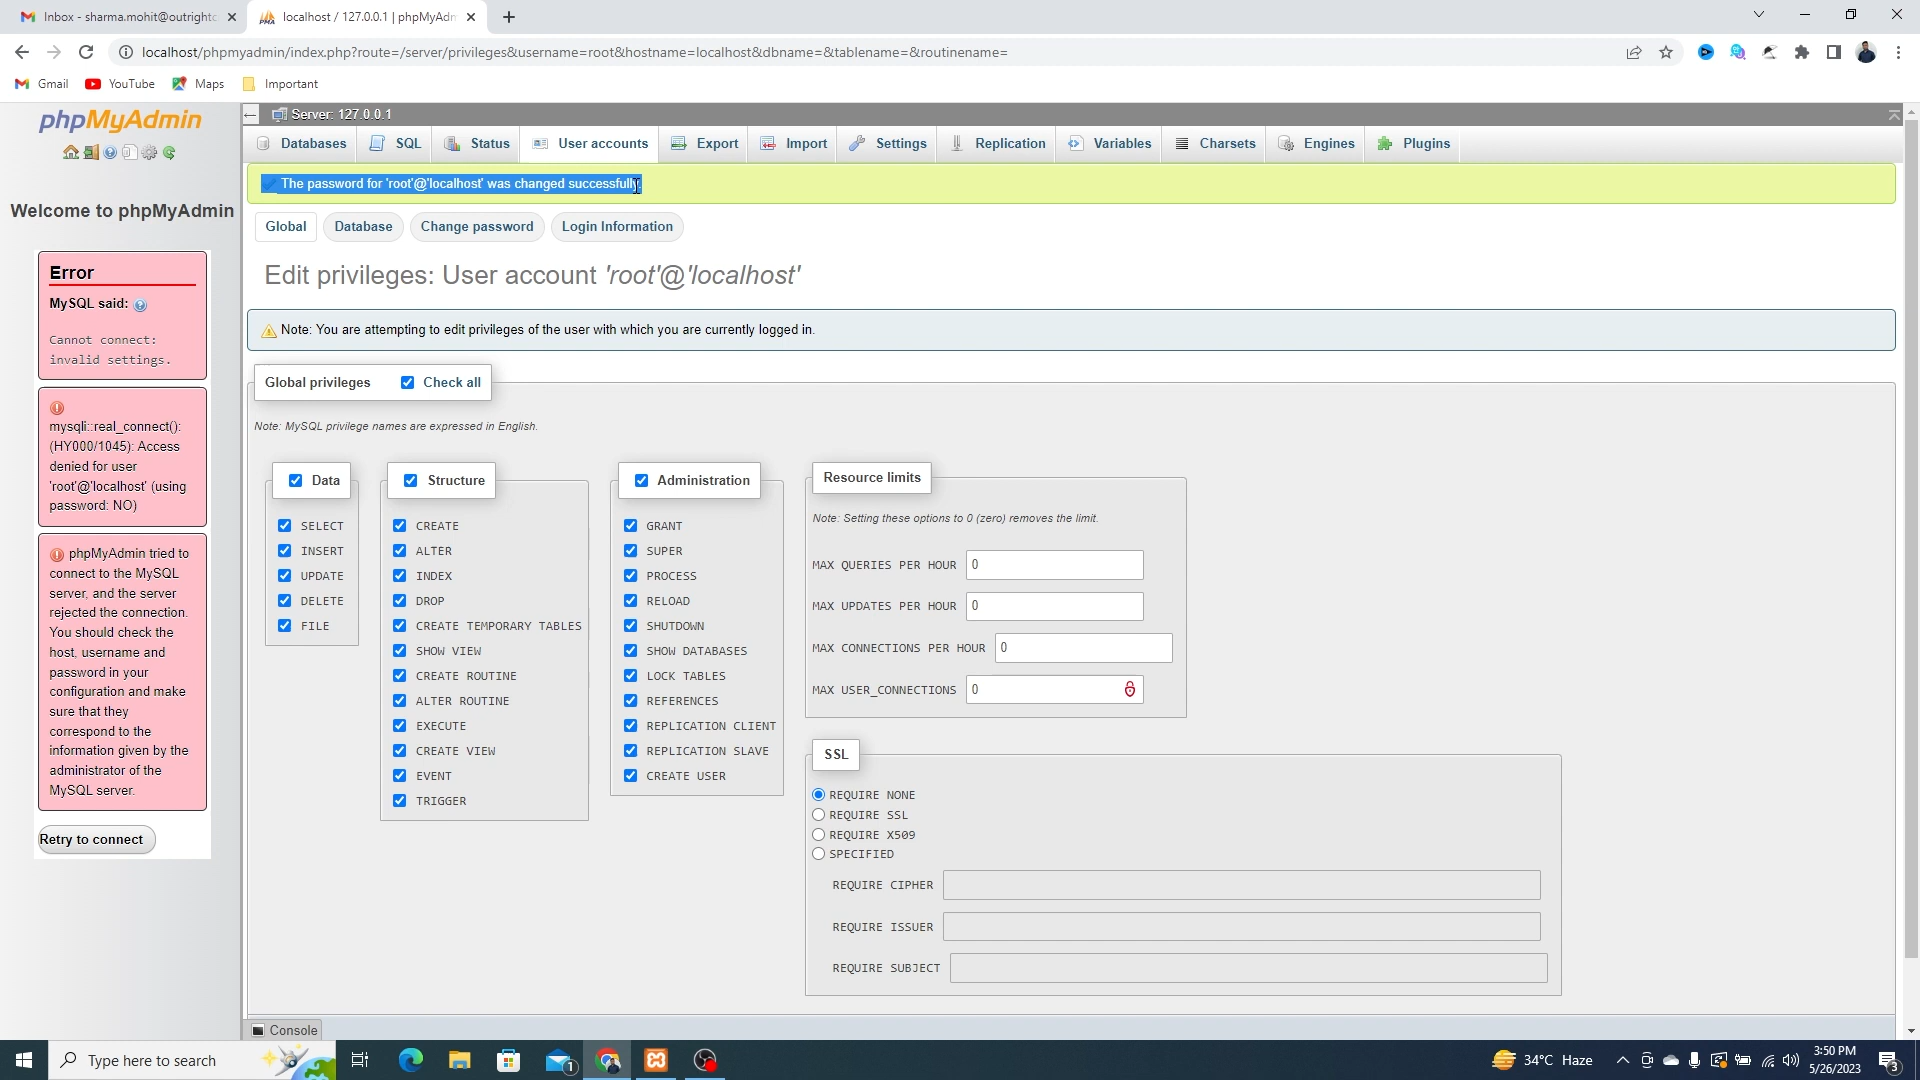 Inbox - sharma.mohit@outrightc
localhost / 127.0.0.1 | phpMyAdm
localhost/phpmyadmin/index.php?route=/server/privileges&username=root&hostname=localhost&dbname=&tablename=&routinename=
Gmail
YouTube
Maps
Important
phpMyAdmin
Welcome to phpMyAdmin
Error
MySQL said:
Cannot connect:
invalid settings.
mysqli::real_connect():
(HY000/1045): Access
denied for user
'root'@'localhost' (using
password: NO)
phpMyAdmin tried to
connect to the MySQL
server, and the server
rejected the connection.
You should check the
host, username and
password in your
configuration and make
sure that they
correspond to the
information given by the
administrator of the
MySQL server.
Retry to connect
Server: 127.0.0.1
Databases
SQL
Status
User accounts
Export
Import
Settings
Replication
Variables
Charsets
Engines
Plugins
The password for 'root'@'localhost' was changed successfully.
Global
Database
Change password
Login Information
Edit privileges: User account 'root'@'localhost'
Note: You are attempting to edit privileges of the user with which you are currently logged in.
Global privileges
Check all
Note: MySQL privilege names are expressed in English.
Data
SELECT
INSERT
UPDATE
DELETE
FILE
Structure
CREATE
ALTER
INDEX
DROP
CREATE TEMPORARY TABLES
SHOW VIEW
CREATE ROUTINE
ALTER ROUTINE
EXECUTE
CREATE VIEW
EVENT
TRIGGER
Administration
GRANT
SUPER
PROCESS
RELOAD
SHUTDOWN
SHOW DATABASES
LOCK TABLES
REFERENCES
REPLICATION CLIENT
REPLICATION SLAVE
CREATE USER
Resource limits
Note: Setting these options to 0 (zero) removes the limit.
MAX QUERIES PER HOUR 0
MAX UPDATES PER HOUR 0
MAX CONNECTIONS PER HOUR 0
MAX USER_CONNECTIONS 0
SSL
REQUIRE NONE
REQUIRE SSL
REQUIRE X509
SPECIFIED
REQUIRE CIPHER
REQUIRE ISSUER
REQUIRE SUBJECT
Console
Type here to search
1
34°C Haze
3:50 PM
5/26/2023
3